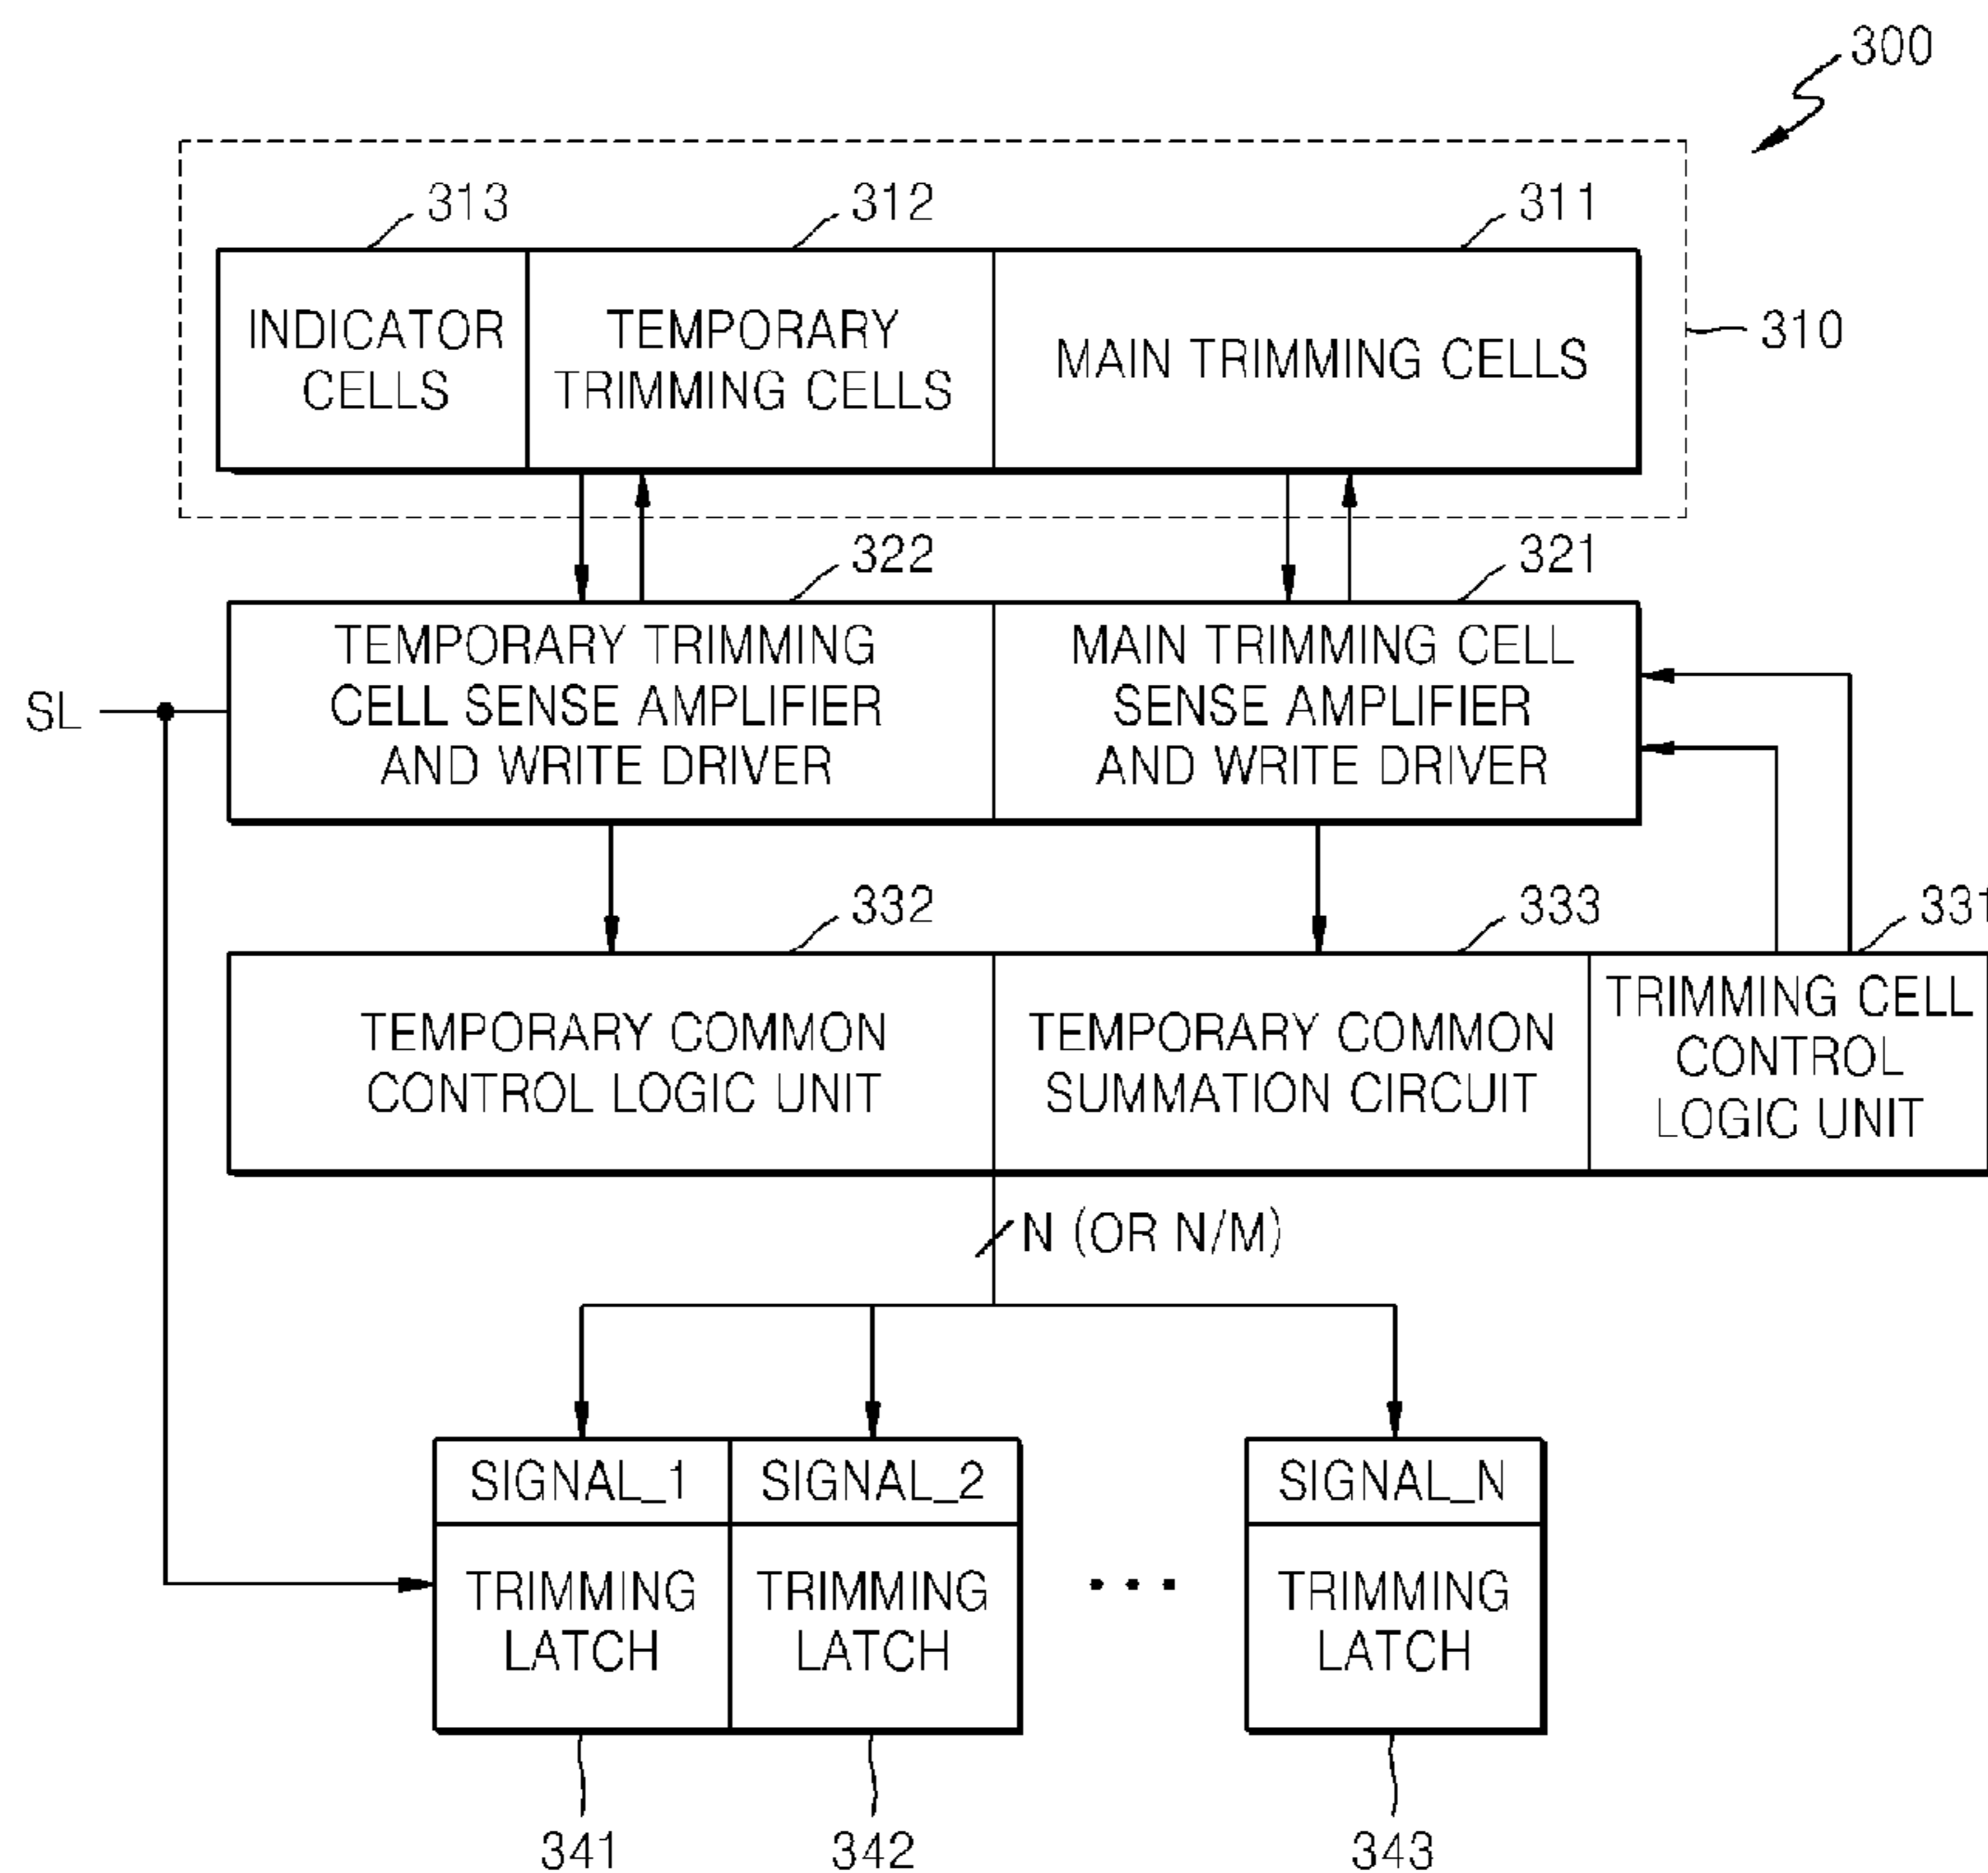 300
313
312
311
INDICATOR
CELLS
TEMPORARY
TRIMMING CELLS
MAIN TRIMMING CELLS
310
322
321
SL
TEMPORARY TRIMMING
CELL SENSE AMPLIFIER
AND WRITE DRIVER
MAIN TRIMMING CELL
SENSE AMPLIFIER
AND WRITE DRIVER
332
333
331
TEMPORARY COMMON
CONTROL LOGIC UNIT
TEMPORARY COMMON
SUMMATION CIRCUIT
TRIMMING CELL
CONTROL
LOGIC UNIT
N (OR N/M)
SIGNAL_1
SIGNAL_2
SIGNAL_N
TRIMMING
LATCH
TRIMMING
LATCH
• • •
TRIMMING
LATCH
341
342
343